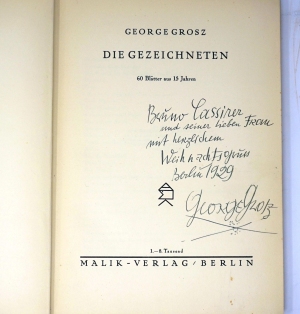 GEORGE GROSZ
DIE GEZEICHNETEN
60 Blätter aus 15 Jahren
Bruno Cassirer
und seiner lieben Frau
mit herzlichem
Weihnachtsgruss
Berlin 1929
George Grosz
1.—8. Tausend
MALIK-VERLAG / BERLIN